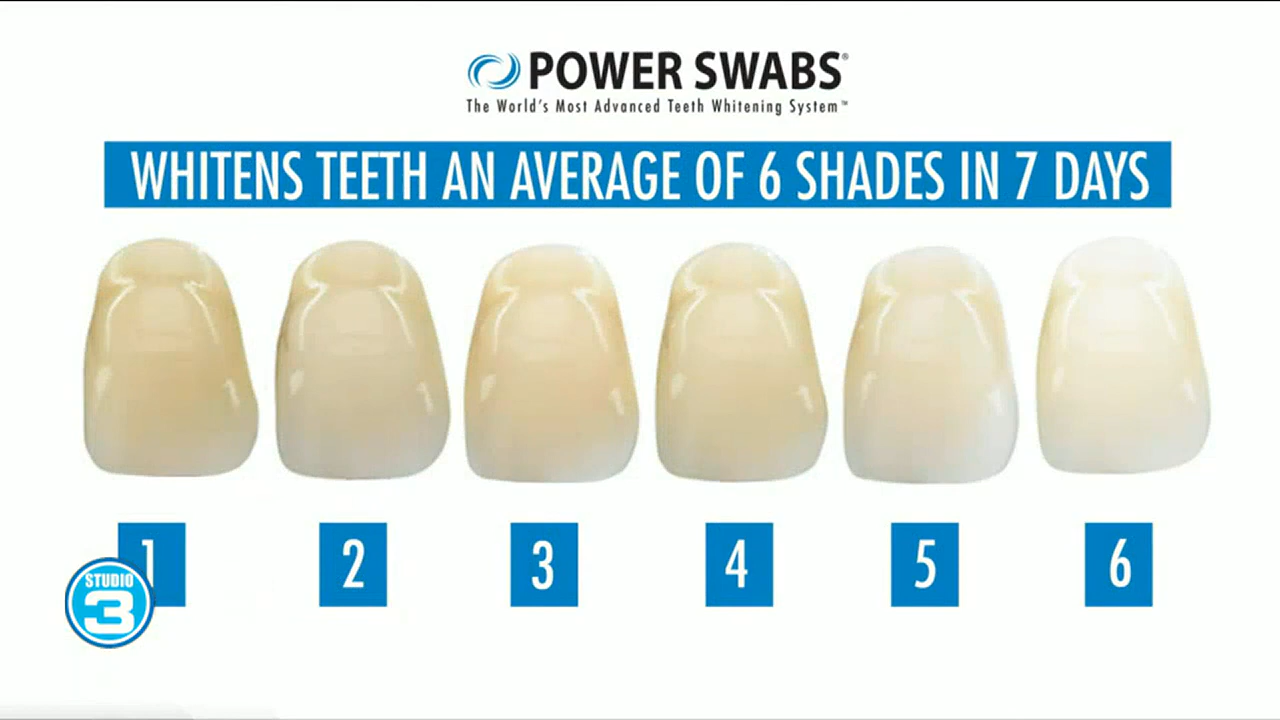 POWER SWABS®
The World's Most Advanced Teeth Whitening System™
WHITENS TEETH AN AVERAGE OF 6 SHADES IN 7 DAYS
1 2 3 4 5 6
STUDIO
3